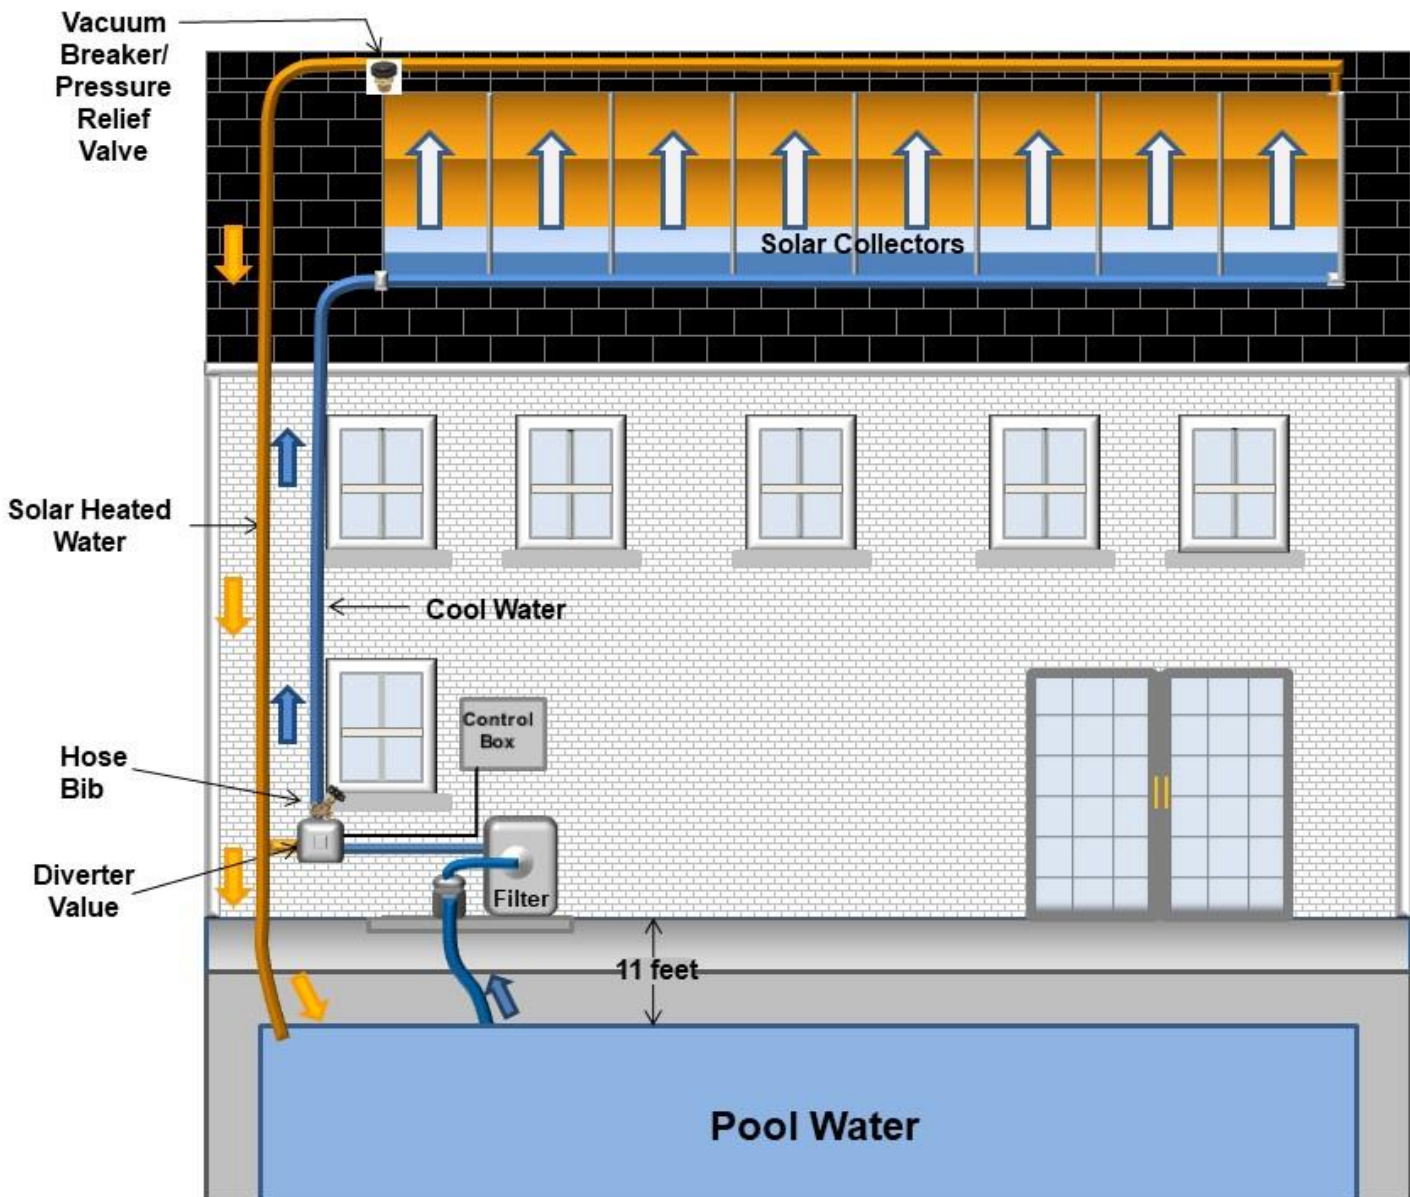 Vacuum
Breaker/
Pressure
Relief
Valve
Solar Collectors
Solar Heated
Water
Cool Water
Control
Box
Hose
Bib
Diverter
Value
Filter
11 feet
Pool Water